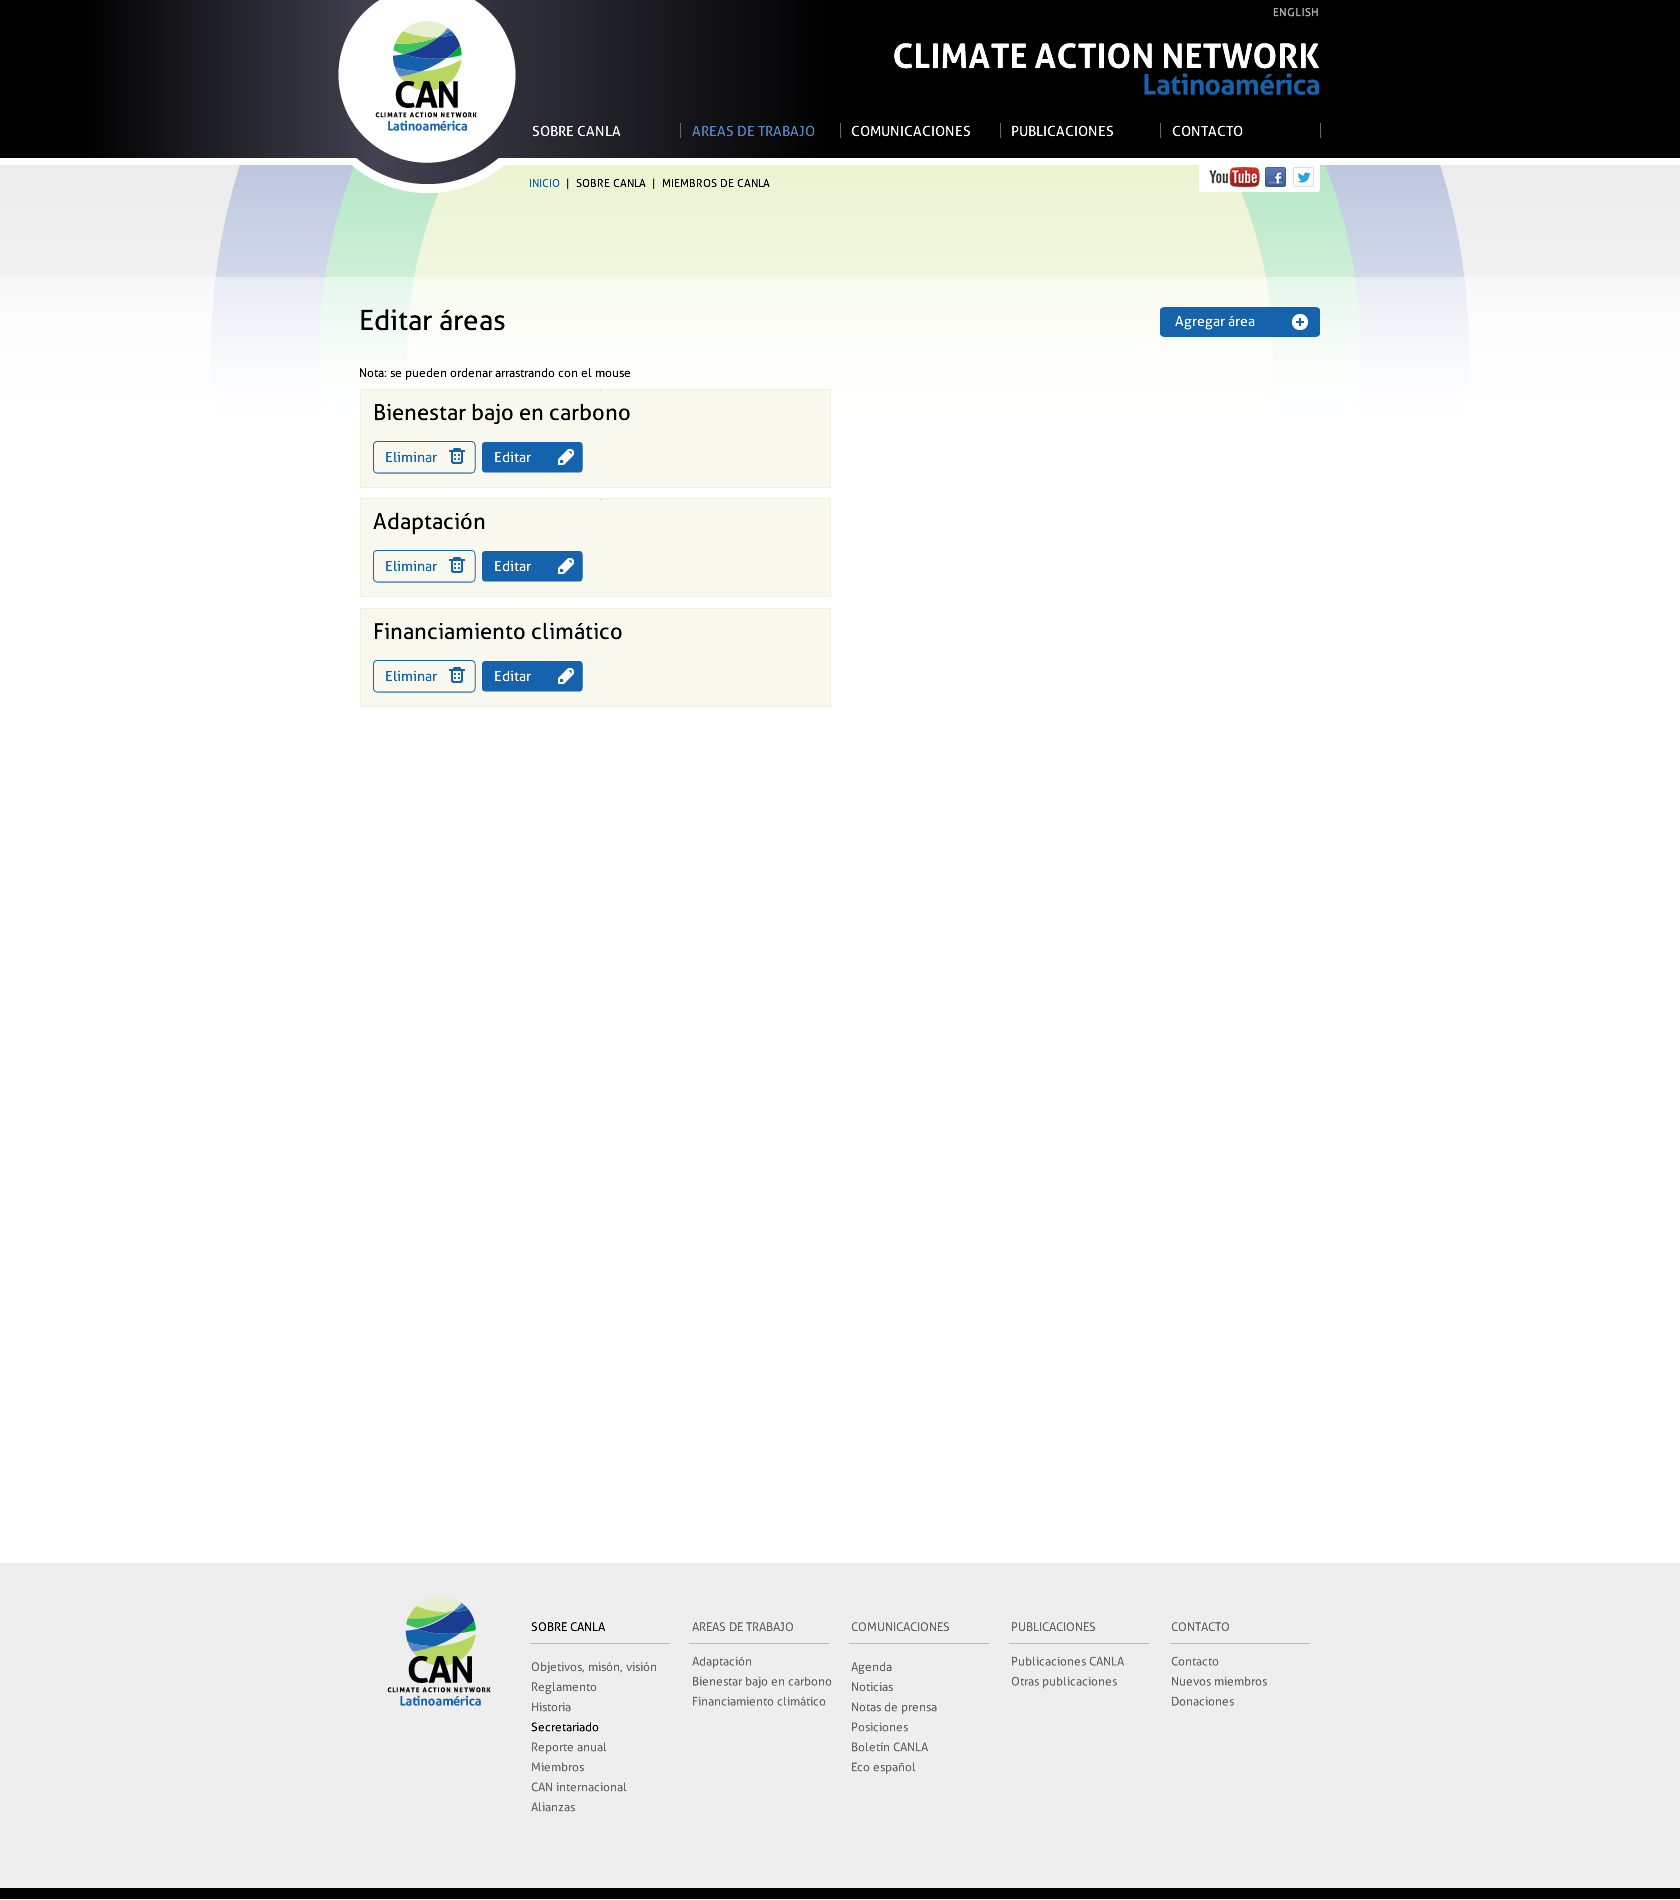 ENGLISH
CAN
CLIMATE ACTION NETWORK
Latinoamérica
CLIMATE ACTION NETWORK
Latinoamérica
SOBRE CANLA
AREAS DE TRABAJO
COMUNICACIONES
PUBLICACIONES
CONTACTO
INICIO | SOBRE CANLA | MIEMBROS DE CANLA
YouTube f
Editar áreas
Agregar área
Nota: se pueden ordenar arrastrando con el mouse
Bienestar bajo en carbono
Eliminar Editar
Adaptación
Eliminar Editar
Financiamiento climático
Eliminar Editar
CAN
CLIMATE ACTION NETWORK
Latinoamérica
SOBRE CANLA
Objetivos, misón, visión
Reglamento
Historia
Secretariado
Reporte anual
Miembros
CAN internacional
Alianzas
AREAS DE TRABAJO
Adaptación
Bienestar bajo en carbono
Financiamiento climático
COMUNICACIONES
Agenda
Noticias
Notas de prensa
Posiciones
Boletín CANLA
Eco español
PUBLICACIONES
Publicaciones CANLA
Otras publicaciones
CONTACTO
Contacto
Nuevos miembros
Donaciones